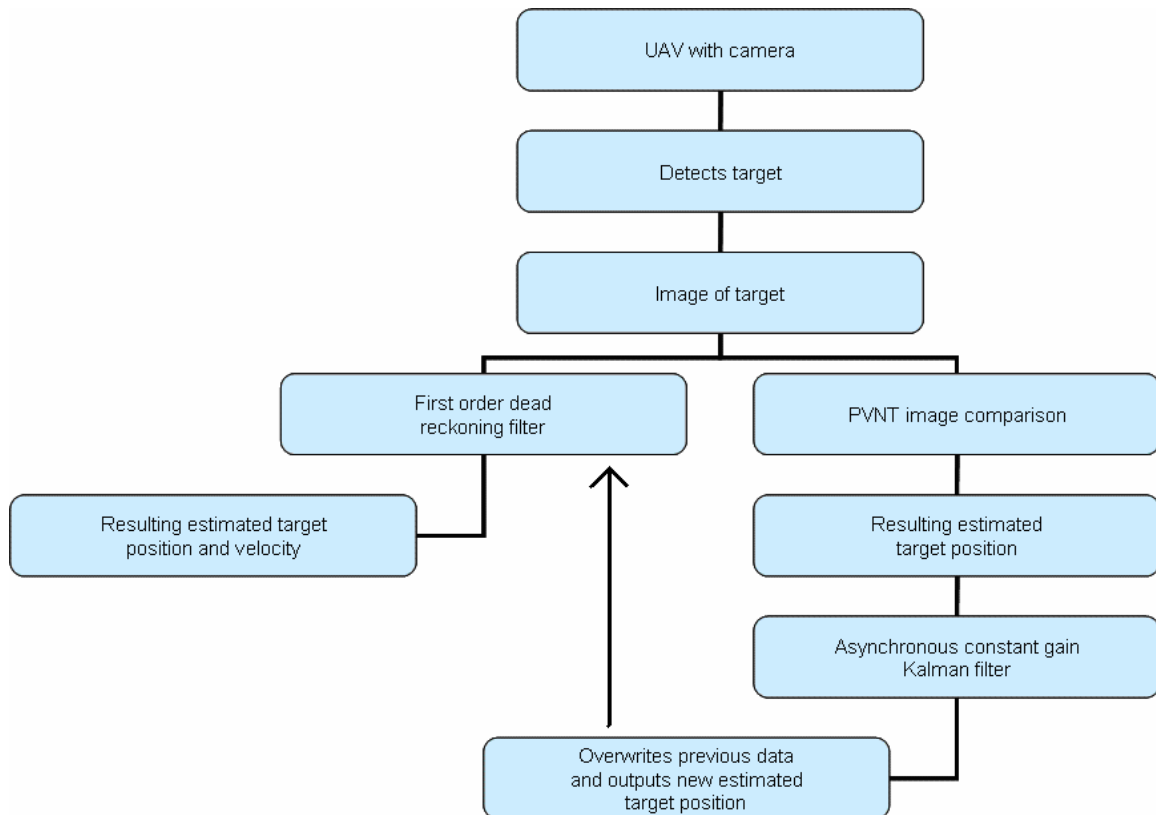 UAV with camera
Detects target
Image of target
First order dead
reckoning filter
PVNT image comparison
Resulting estimated target
position and velocity
Resulting estimated
target position
Asynchronous constant gain
Kalman filter
Overwrites previous data
and outputs new estimated
target position